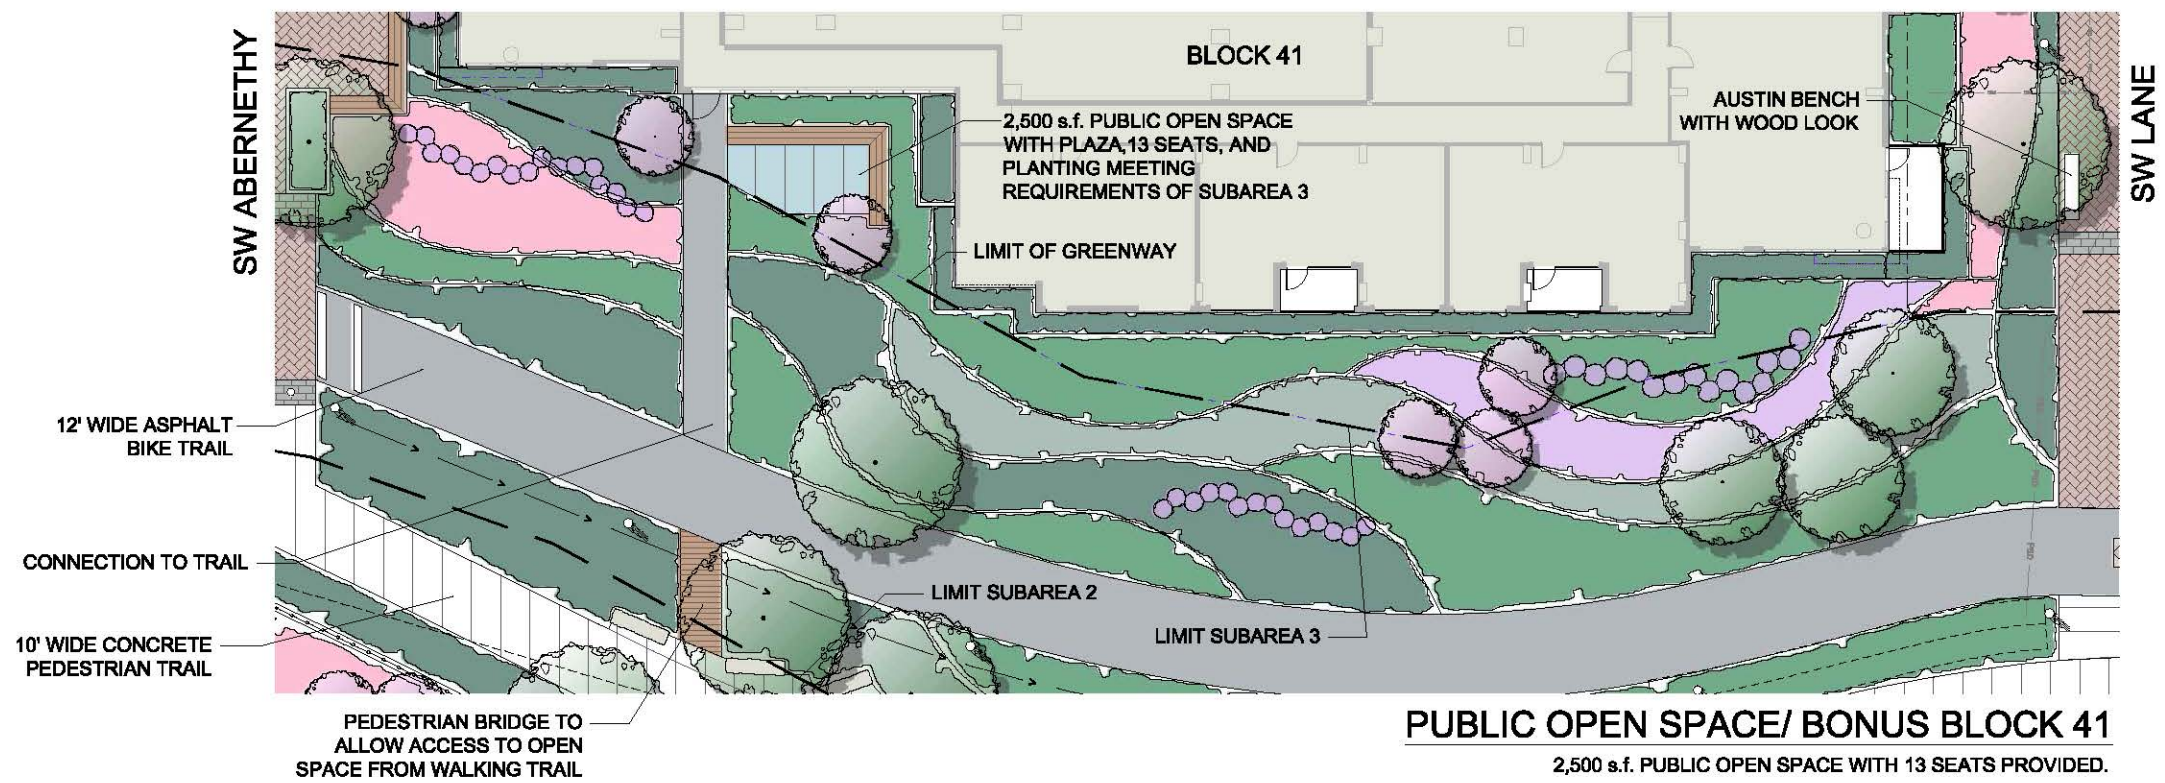 SW ABERNETHY
BLOCK 41
AUSTIN BENCH
WITH WOOD LOOK
SW LANE
2,500 s.f. PUBLIC OPEN SPACE
WITH PLAZA,13 SEATS, AND
PLANTING MEETING
REQUIREMENTS OF SUBAREA 3
LIMIT OF GREENWAY
12' WIDE ASPHALT
BIKE TRAIL
CONNECTION TO TRAIL
LIMIT SUBAREA 2
LIMIT SUBAREA 3
10' WIDE CONCRETE
PEDESTRIAN TRAIL
PEDESTRIAN BRIDGE TO
ALLOW ACCESS TO OPEN
SPACE FROM WALKING TRAIL
PUBLIC OPEN SPACE/ BONUS BLOCK 41
2,500 s.f. PUBLIC OPEN SPACE WITH 13 SEATS PROVIDED.